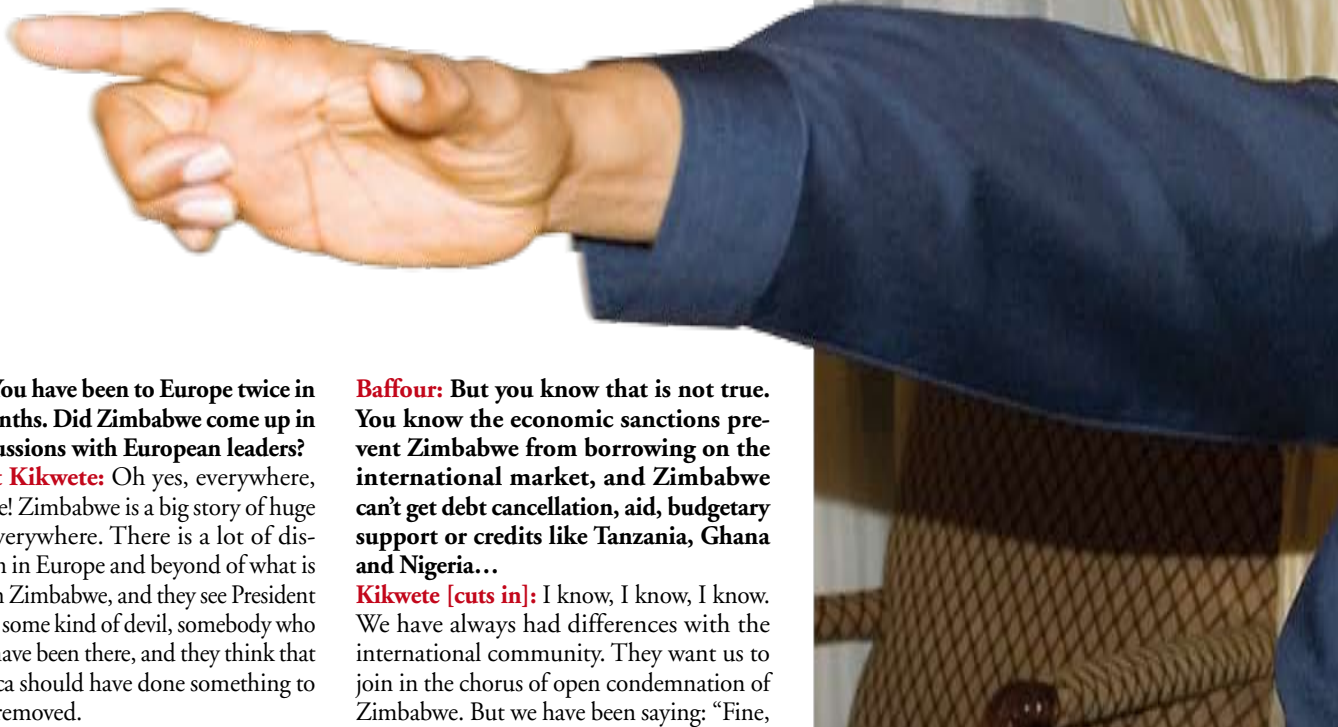 You have been to Europe twice in
nths. Did Zimbabwe come up in
ussions with European leaders?
t Kikwete: Oh yes, everywhere,
e! Zimbabwe is a big story of huge
verywhere. There is a lot of dis-
n in Europe and beyond of what is
n Zimbabwe, and they see President
some kind of devil, somebody who
have been there, and they think that
ca should have done something to
removed.
Baffour: But you know that is not true.
You know the economic sanctions pre-
vent Zimbabwe from borrowing on the
international market, and Zimbabwe
can’t get debt cancellation, aid, budgetary
support or credits like Tanzania, Ghana
and Nigeria…
Kikwete [cuts in]: I know, I know, I know.
We have always had differences with the
international community. They want us to
join in the chorus of open condemnation of
Zimbabwe. But we have been saying: “Fine,